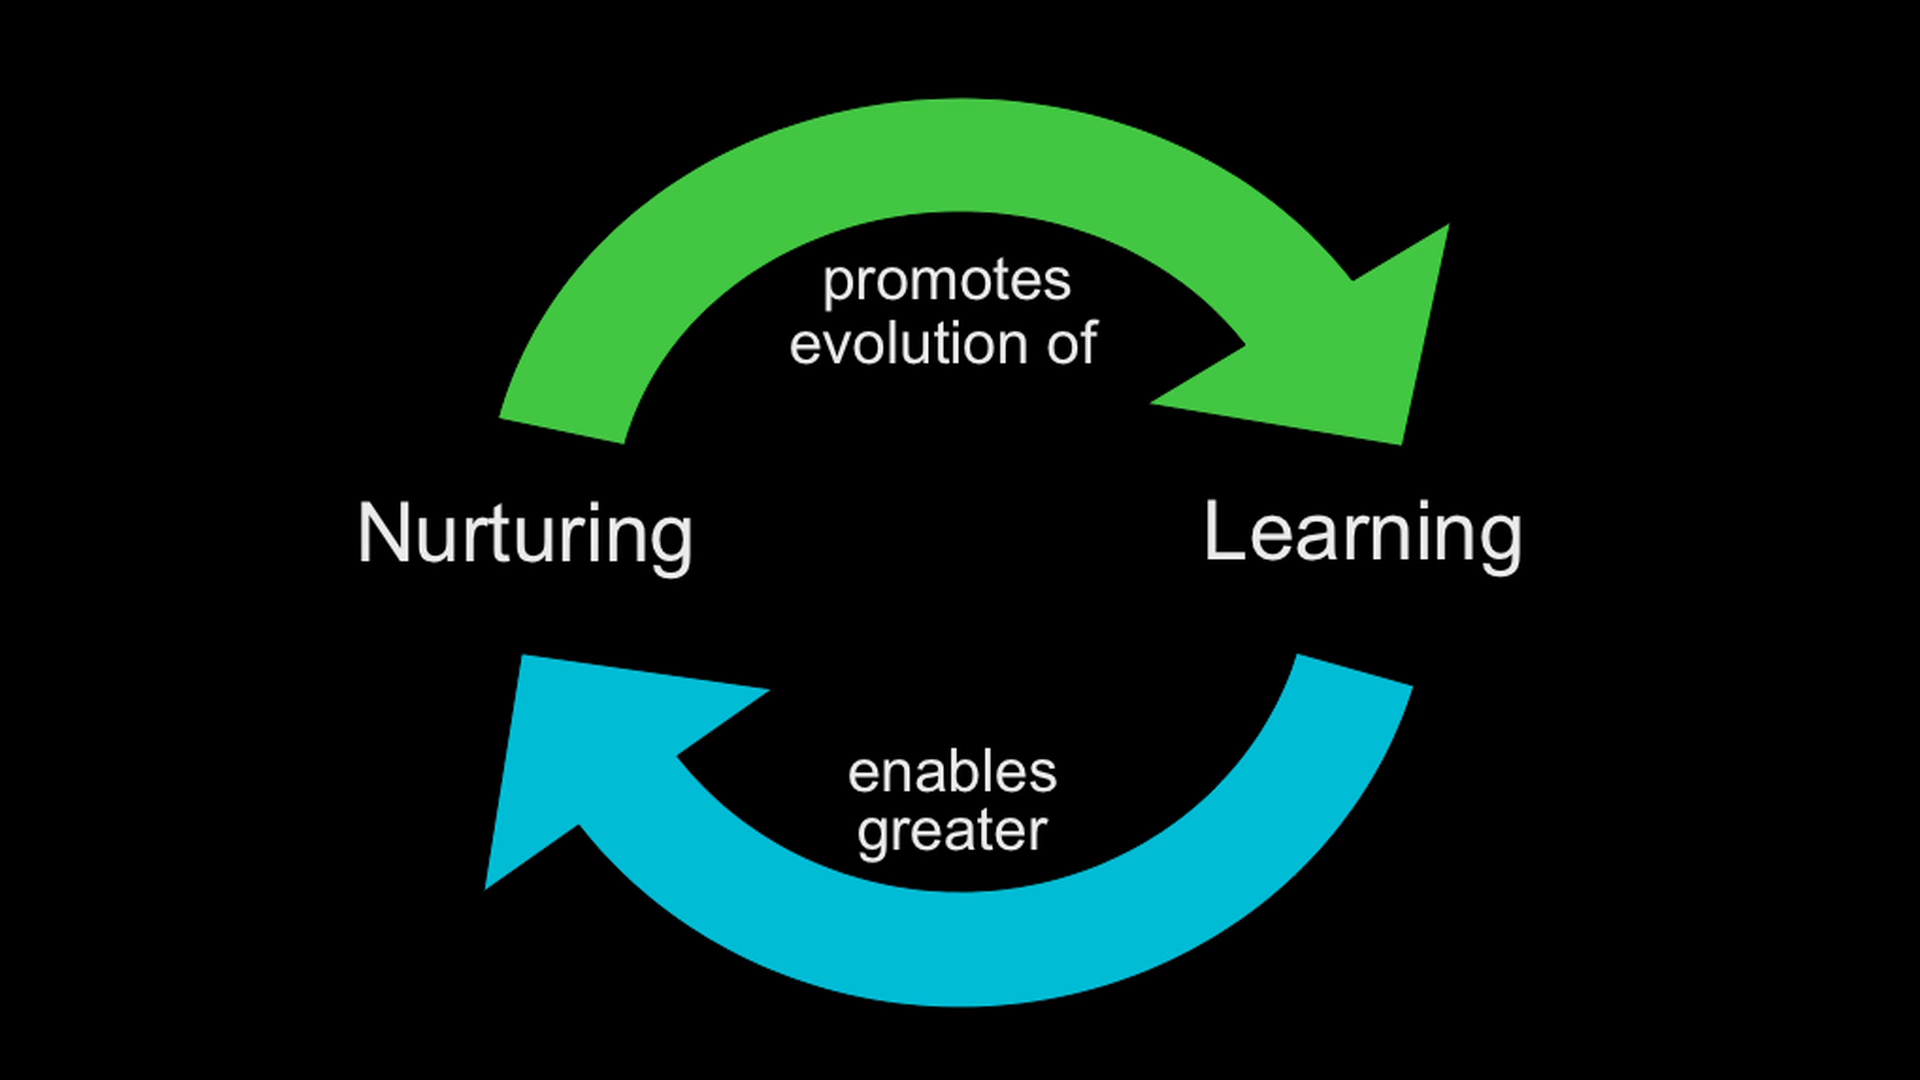 promotes
evolution of
Nurturing
Learning
enables
greater